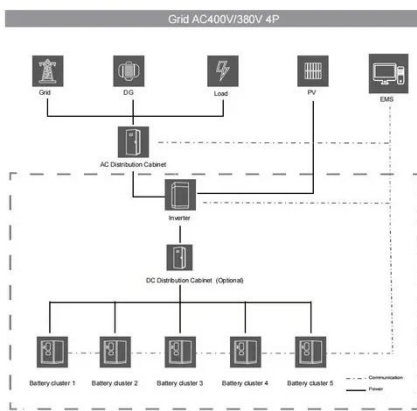 Grid AC400V/380V 4P
Grid DG Load PV EMS
AC Distribution Cabinet
Inverter
DC Distribution Cabinet (Optional)
Battery cluster 1 Battery cluster 2 Battery cluster 3 Battery cluster 4 Battery cluster 5
Communication
Power